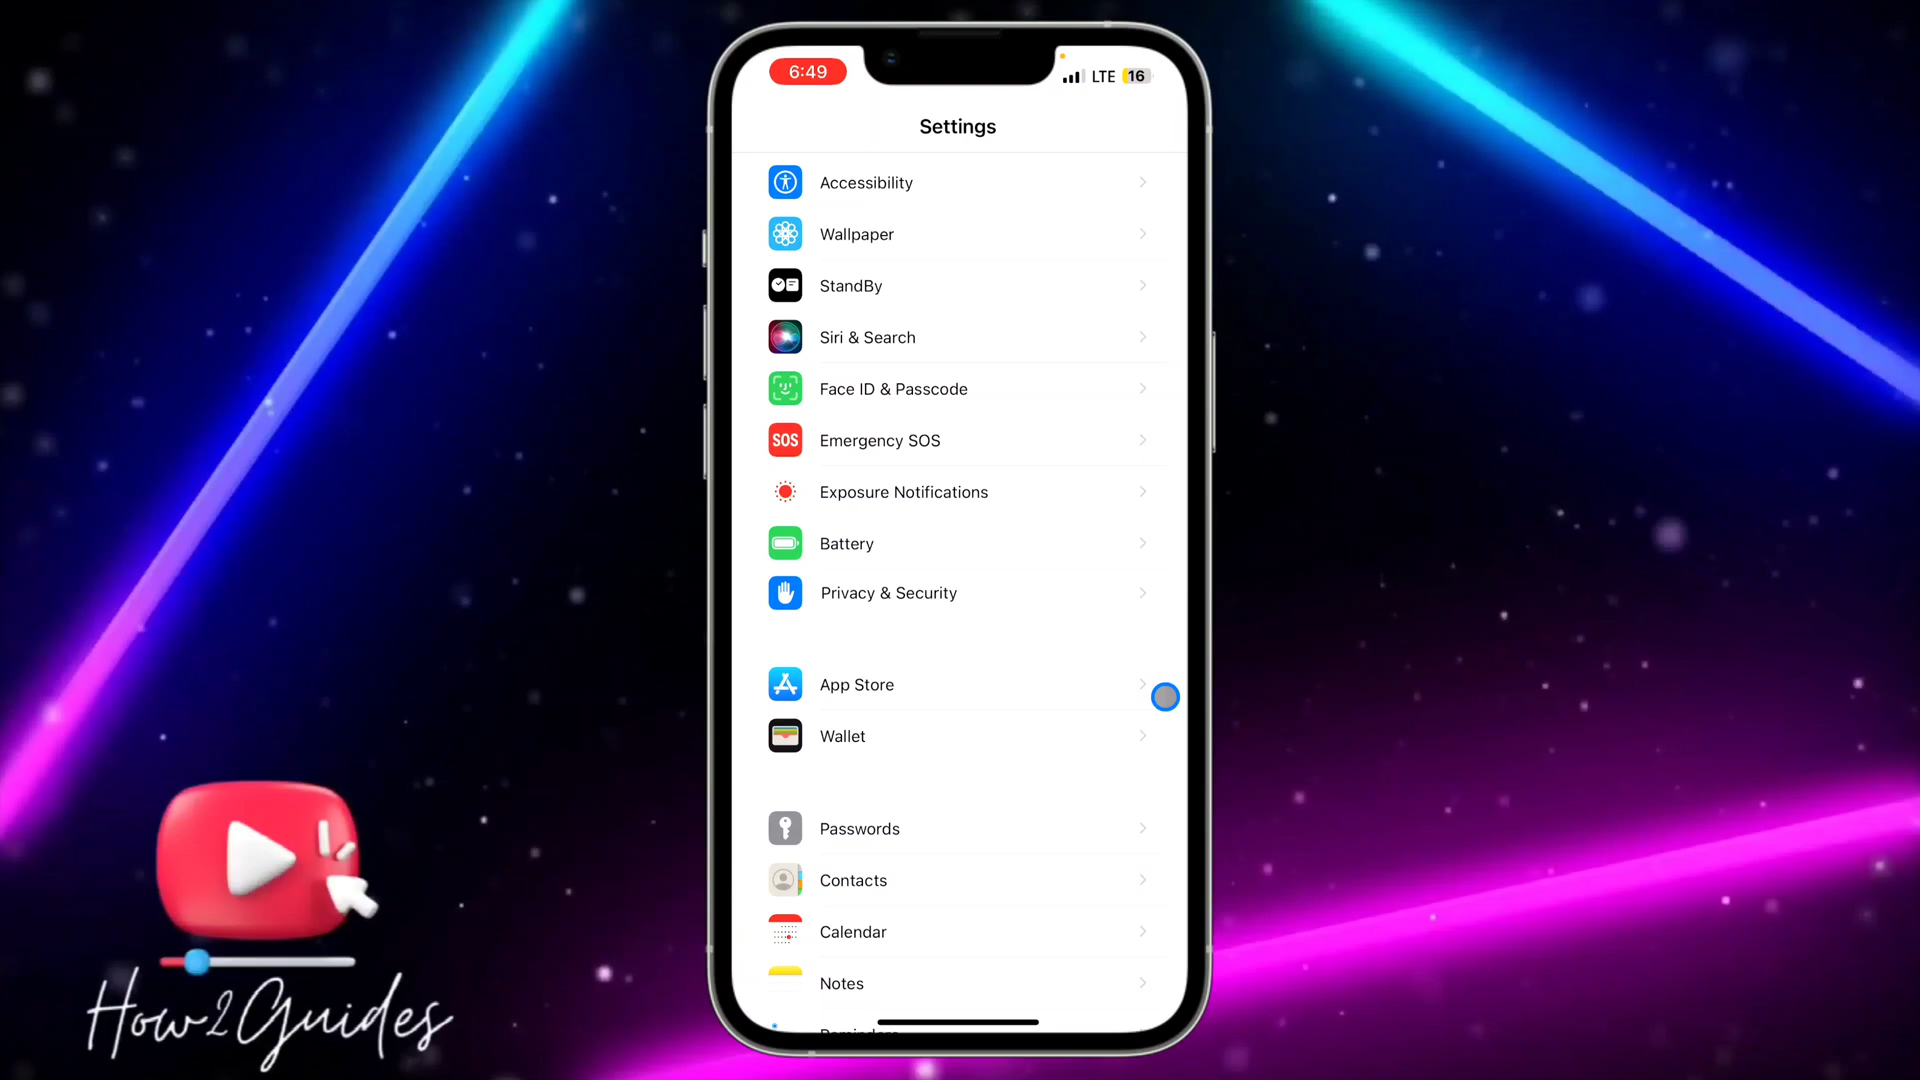 6:49
LTE 16
Settings
Accessibility
Wallpaper
StandBy
Siri & Search
Face ID & Passcode
SOS Emergency SOS
Exposure Notifications
Battery
Privacy & Security
App Store
Wallet
Passwords
Contacts
Calendar
Notes
Reminders
How2Guides